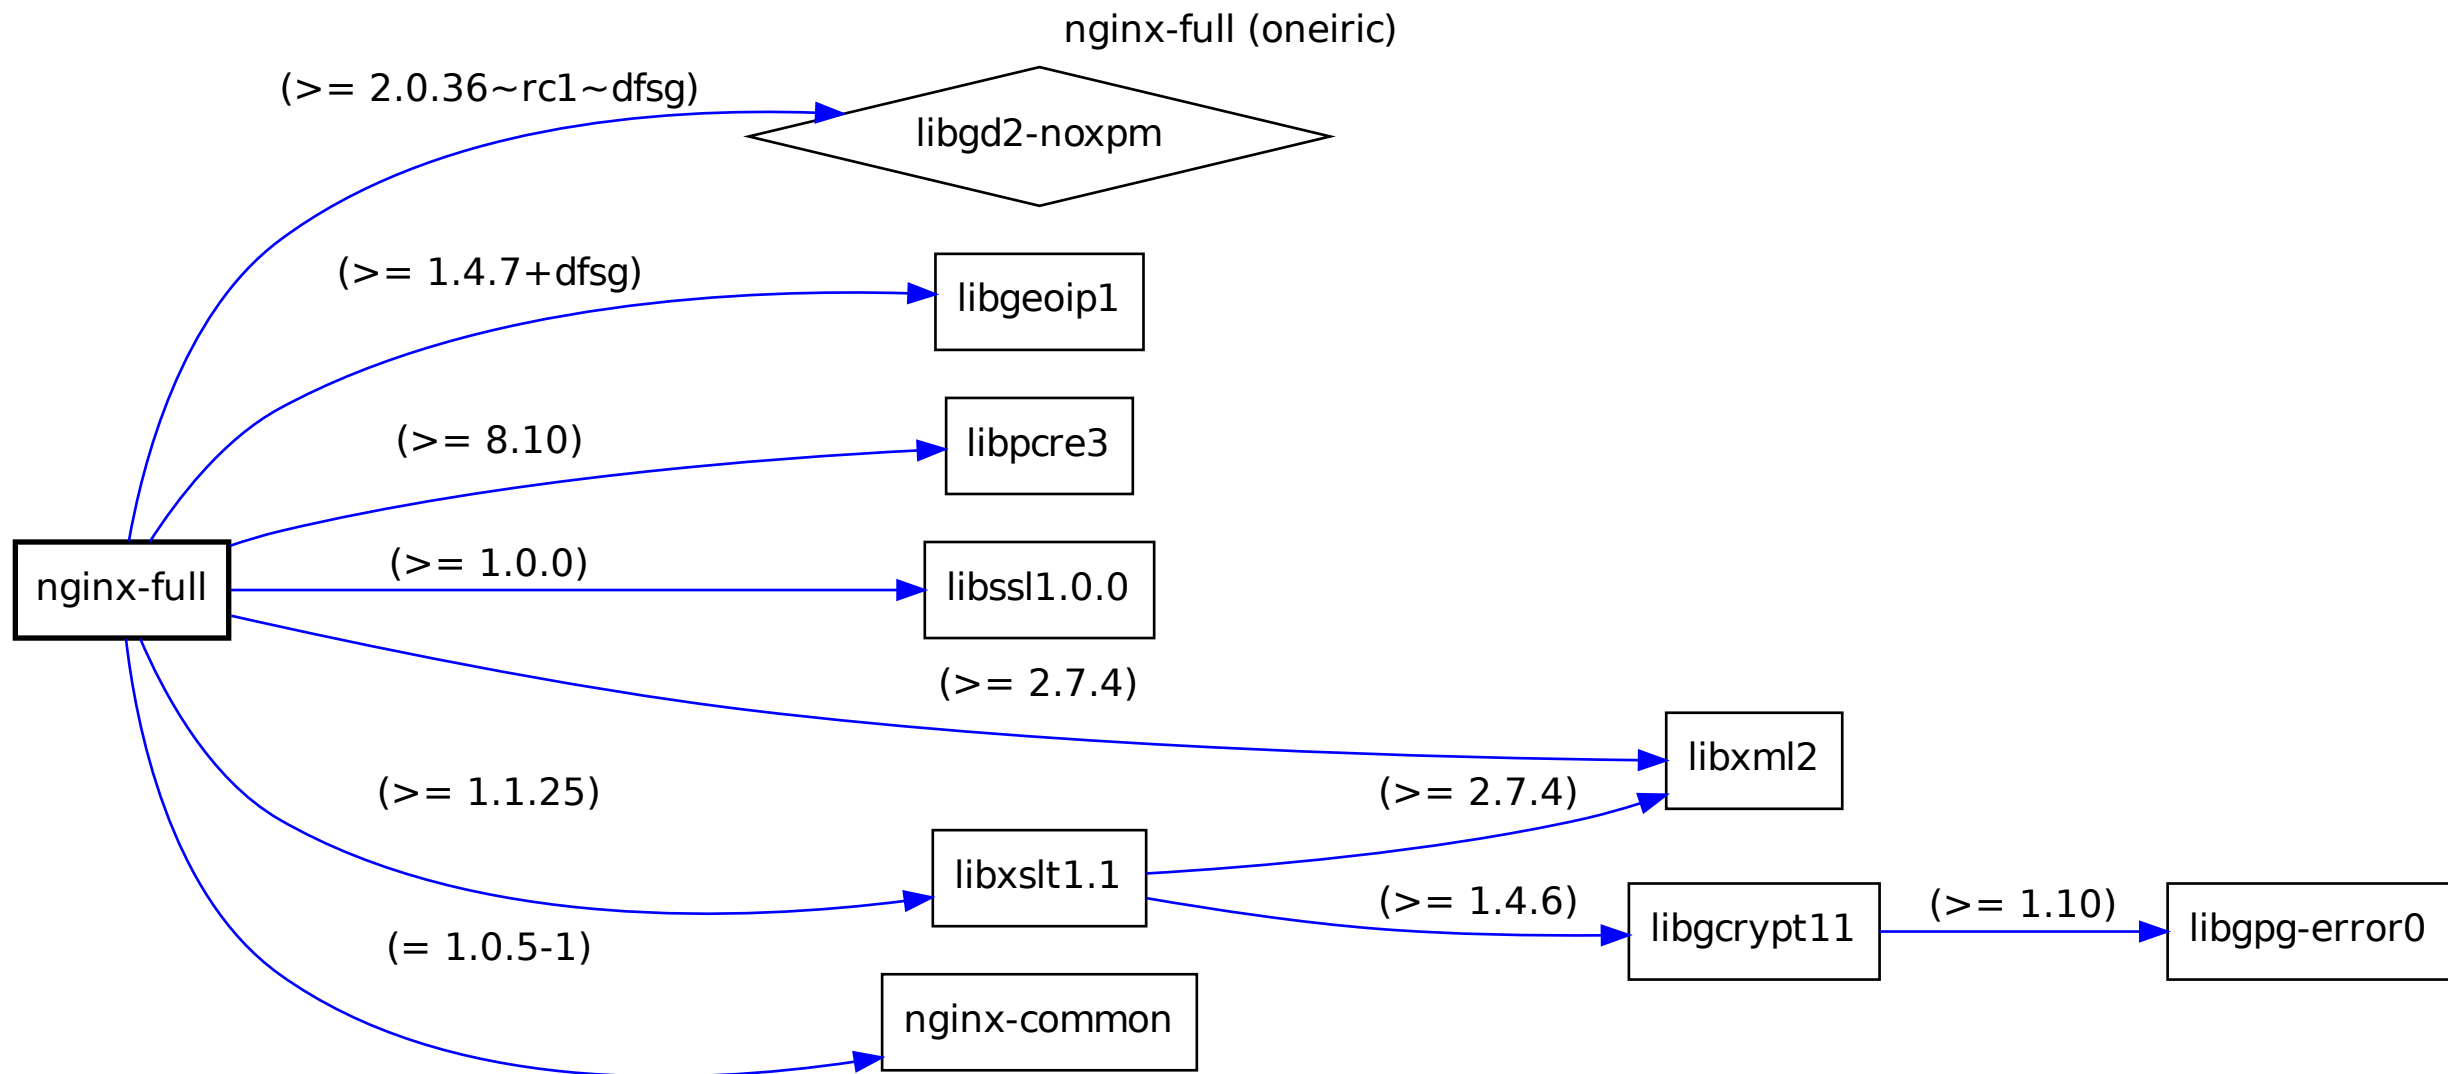 nginx-full (oneiric)
(>= 2.0.36~rc1~dfsg)
libgd2-noxpm
(>= 1.4.7+dfsg)
libgeoip1
(>= 8.10)
libpcre3
nginx-full
(>= 1.0.0)
libssl1.0.0
(>= 2.7.4)
libxml2
(>= 1.1.25)
(>= 2.7.4)
libxslt1.1
(>= 1.4.6)
libgcrypt11
(>= 1.10)
libgpg-error0
(= 1.0.5-1)
nginx-common